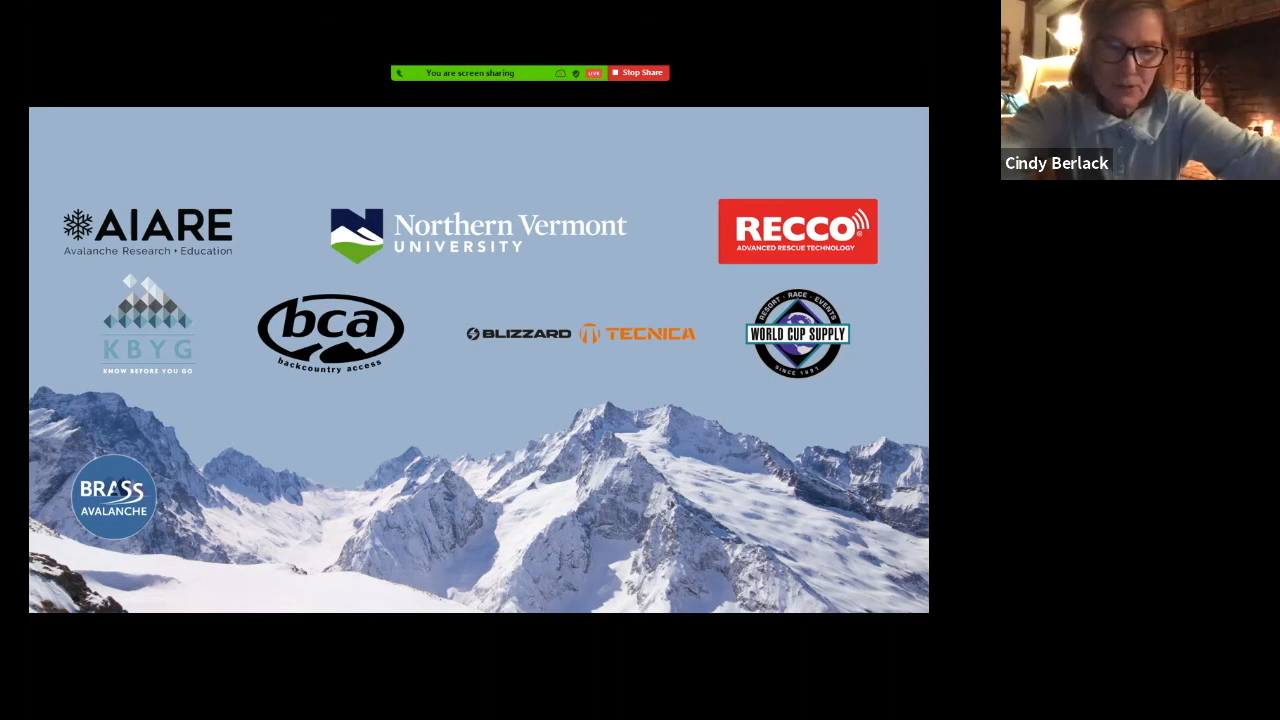 You are screen sharing
LIVE
Stop Share
Cindy Berlack
AIARE
Avalanche Research + Education
Northern Vermont
UNIVERSITY
RECCO®
ADVANCED RESCUE TECHNOLOGY
KBYG
KNOW BEFORE YOU GO
bca
backcountry access
BLIZZARD TECNICA
RESORT - RACE - EVENTS
WORLD CUP SUPPLY
SINCE 1991
BRASS
AVALANCHE